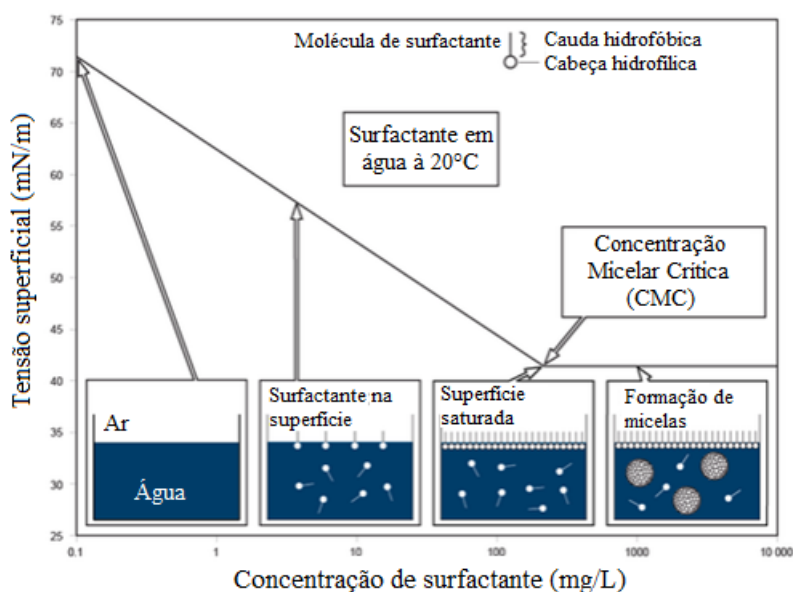 Tensão superficial (mN/m)
75
70
65
60
55
50
45
40
35
30
25
Molécula de surfactante
Cauda hidrofóbica
Cabeça hidrofílica
Surfactante em
água à 20°C
Concentração
Micelar Critica
(CMC)
Ar
Água
Surfactante na
superfície
Superfície
saturada
Formação de
micelas
0.1
1
10
100
1000
10 000
Concentração de surfactante (mg/L)